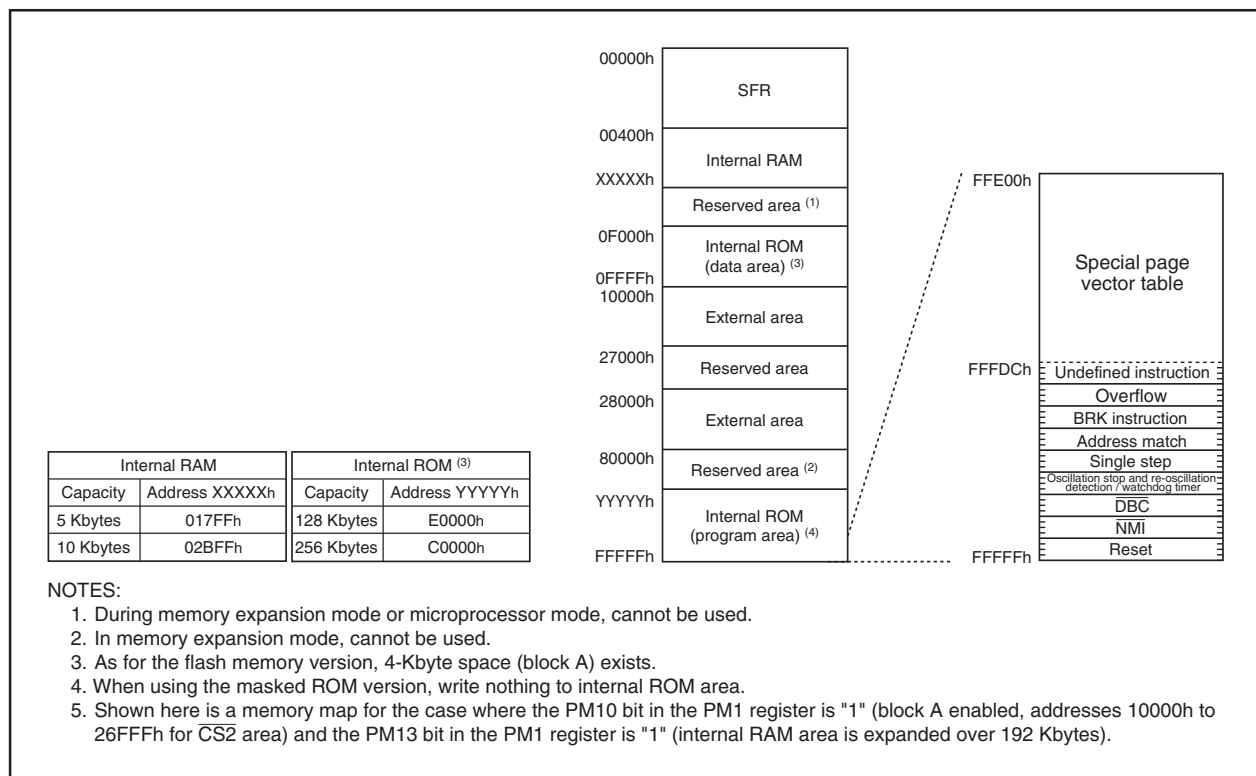 00000h
SFR
00400h
Internal RAM
XXXXXh
Reserved area (1)
0F000h
Internal ROM
(data area) (3)
0FFFFh
10000h
External area
27000h
Reserved area
28000h
External area
80000h
Reserved area (2)
YYYYYh
Internal ROM
(program area) (4)
FFFFFh
FFE00h
Special page
vector table
FFFDCh
Undefined instruction
Overflow
BRK instruction
Address match
Single step
Oscillation stop and re-oscillation
detection / watchdog timer
DBC
NMI
Reset
FFFFFh
Internal RAM Internal ROM (3)
Capacity Address XXXXXh Capacity Address YYYYYh
5 Kbytes 017FFh 128 Kbytes E0000h
10 Kbytes 02BFFh 256 Kbytes C0000h
NOTES:
1. During memory expansion mode or microprocessor mode, cannot be used.
2. In memory expansion mode, cannot be used.
3. As for the flash memory version, 4-Kbyte space (block A) exists.
4. When using the masked ROM version, write nothing to internal ROM area.
5. Shown here is a memory map for the case where the PM10 bit in the PM1 register is "1" (block A enabled, addresses 10000h to
26FFFh for CS2 area) and the PM13 bit in the PM1 register is "1" (internal RAM area is expanded over 192 Kbytes).